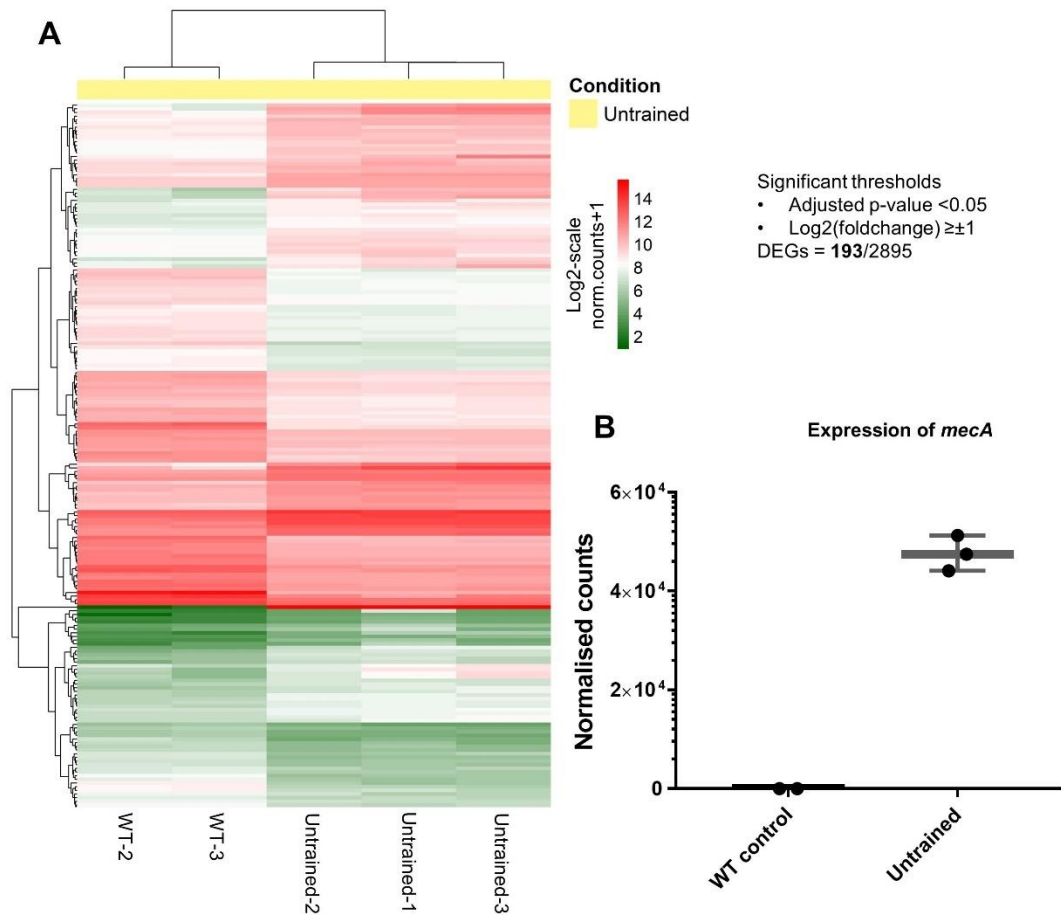 A
Condition
Untrained
Log2-scale
norm.counts+1
14
12
10
8
6
4
2
Significant thresholds
• Adjusted p-value <0.05
• Log2(foldchange) ≥±1
DEGs = 193/2895
WT-2
WT-3
Untrained-2
Untrained-1
Untrained-3
B
Expression of mecA
Normalised counts
6×10⁴
4×10⁴
2×10⁴
0
WT control
Untrained